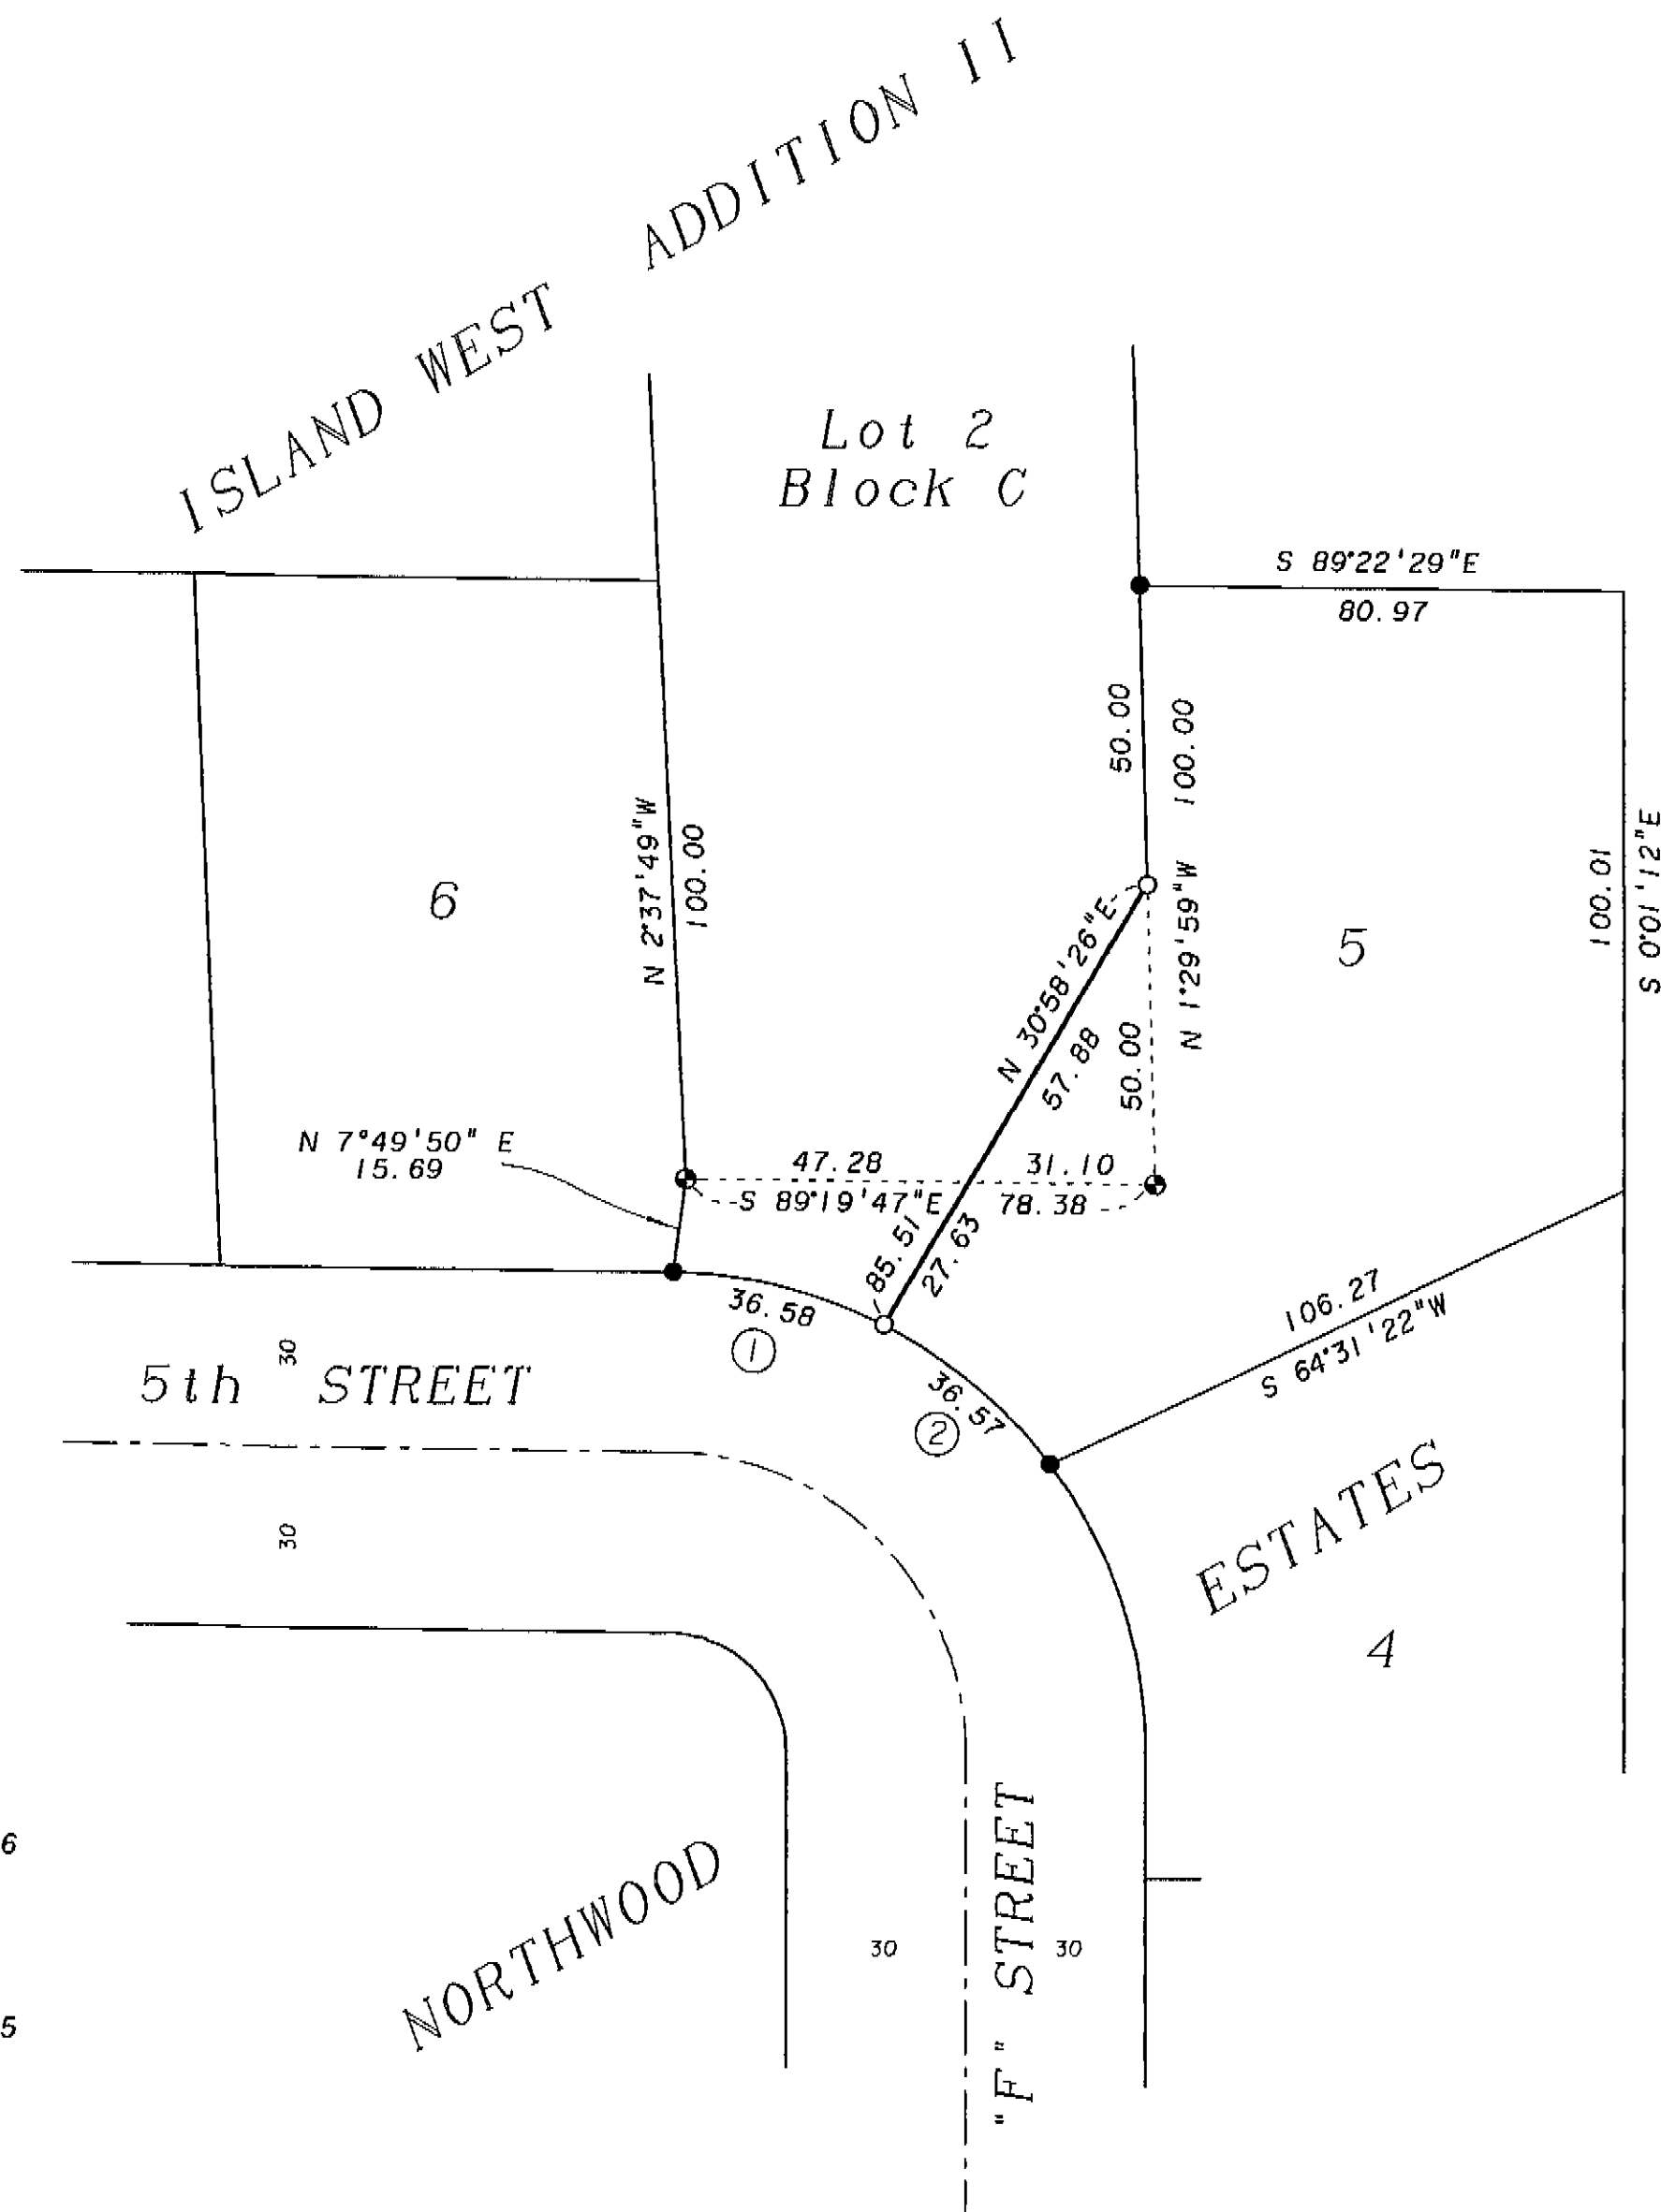 ISLAND WEST ADDITION II
Lot 2
Block C
S 89°22'29"E
80.97
50.00
100.00
N 2°37'49"W
100.00
6
N 30°58'26"E
57.88
N 1°29'59"W
50.00
5
100.01
S 0°01'12"E
N 7°49'50" E
15.69
47.28
31.10
S 89°19'47"E
78.38
85.51
27.63
36.58
1
36.57
2
106.27
S 64°31'22"W
30
5th STREET
30
ESTATES
4
6
NORTHWOOD
5
30
"F" STREET
30